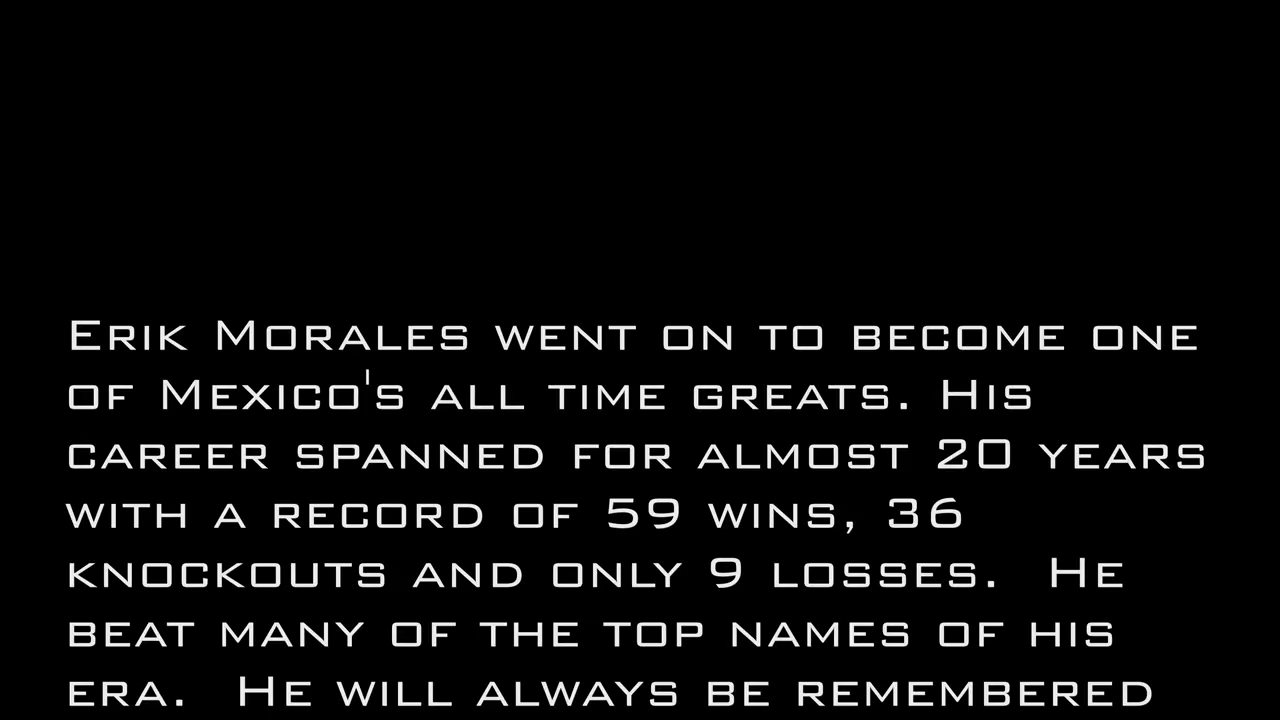 Erik Morales went on to become one
of Mexico's all time greats. His
career spanned for almost 20 years
with a record of 59 wins, 36
knockouts and only 9 losses.  He
beat many of the top names of his
era.  He will always be remembered